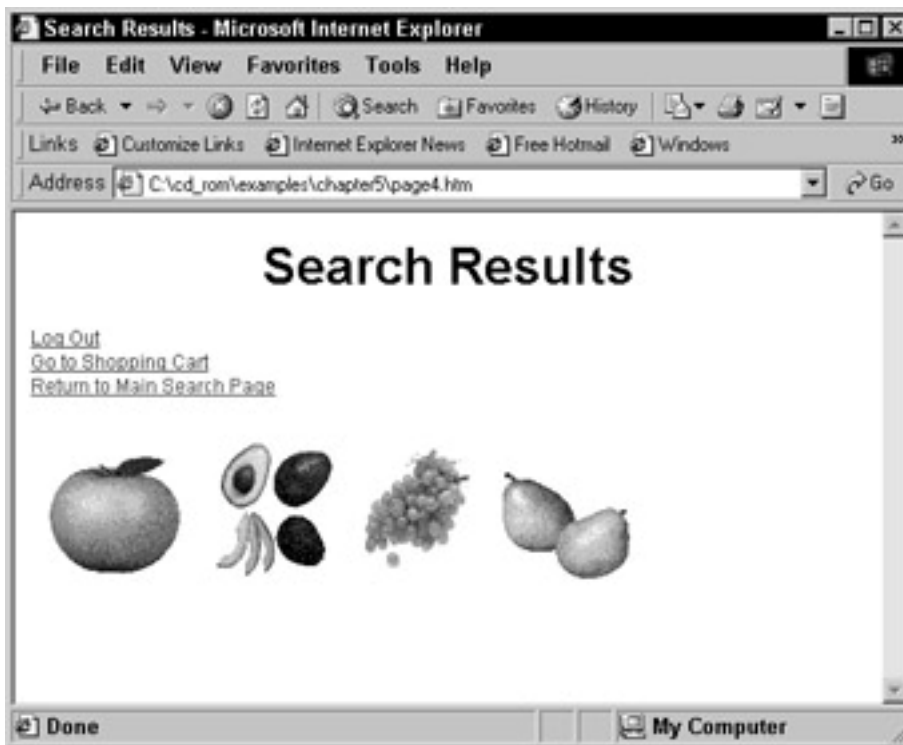 Search Results - Microsoft Internet Explorer
File Edit View Favorites Tools Help
Back Search Favorites History
Links Customize Links Internet Explorer News Free Hotmail Windows »
Address C:\cd_rom\examples\chapter5\page4.htm Go
Search Results
Log Out
Go to Shopping Cart
Return to Main Search Page
Done My Computer